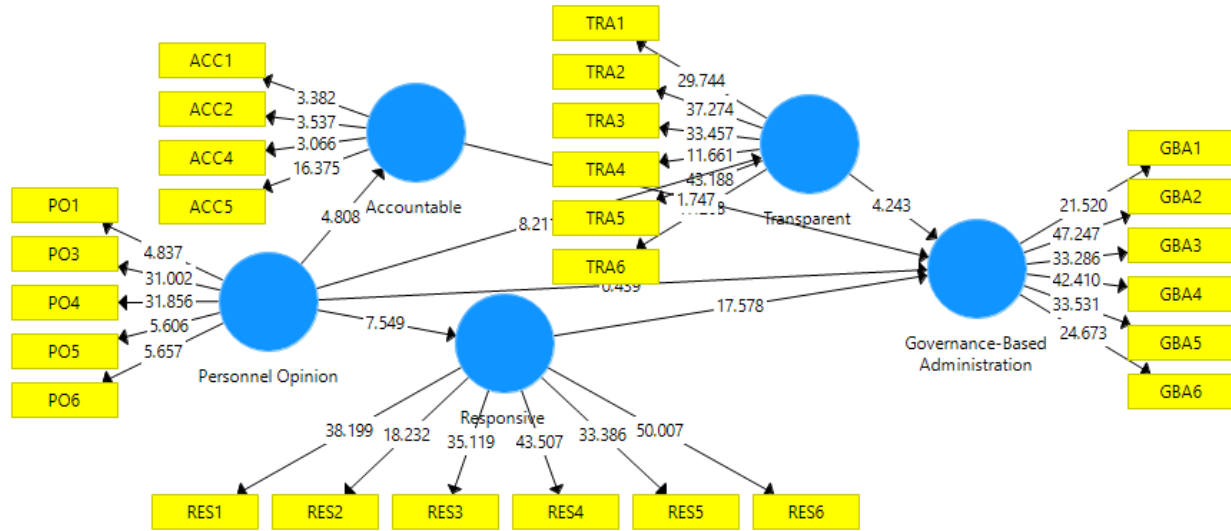 TRA1
ACC1
TRA2
29.744
3.382
37.274
ACC2
3.537
TRA3
33.457
3.066
11.661
GBA1
ACC4
16.375
TRA4
43.188
1.747
ACC5
PO1
4.808
Accountable
8.21
TRA5
Transparent
4.243
21.520
GBA2
4.837
PO3
31.002
TRA6
47.247
33.286
GBA3
PO4
31.856
42.410
GBA4
5.606
7.549
17.578
33.531
PO5
5.657
24.673
GBA5
Personnel Opinion
Governance-Based
Administration
PO6
GBA6
Responsive
38.199
18.232
35.119
43.507
33.386
50.007
RES1
RES2
RES3
RES4
RES5
RES6